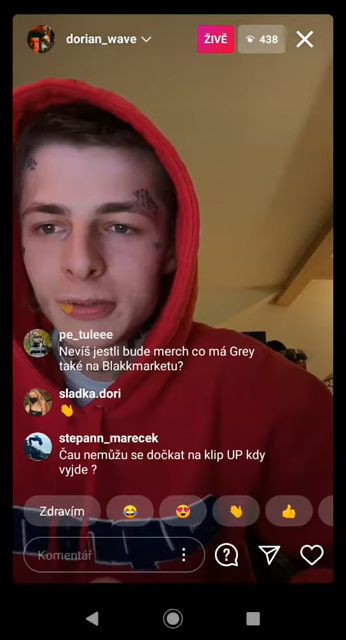 dorian_wave
ŽIVĚ
438
pe_tuleee
Nevíš jestli bude merch co má Grey
také na Blakkmarketu?
sladka.dori
👋
stepann_marecek
Čau nemůžu se dočkat na klip UP kdy
vyjde ?
Zdravím 😂 😍 👋 👍
Komentář